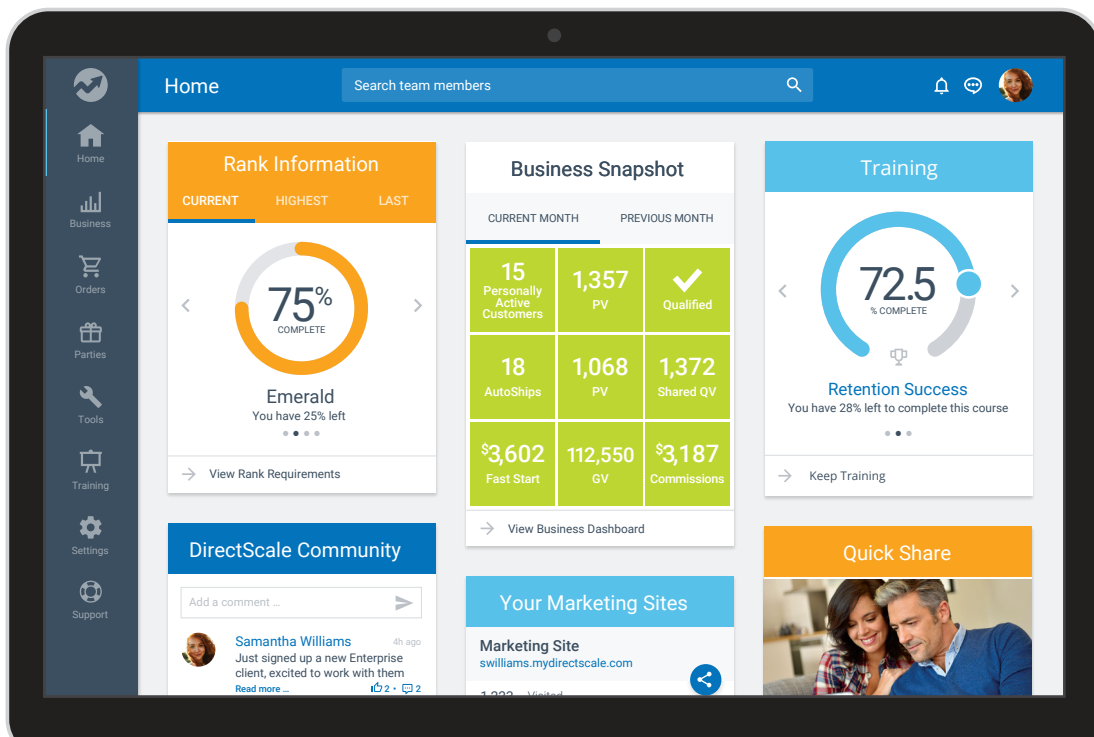 Home
Search team members
Home
Business
Orders
Parties
Tools
Training
Settings
Support
Rank Information
CURRENT HIGHEST LAST
75%
COMPLETE
Emerald
You have 25% left
View Rank Requirements
DirectScale Community
Add a comment ...
Samantha Williams 4h ago
Just signed up a new Enterprise
client, excited to work with them
Read more ... 2 • 2
Business Snapshot
CURRENT MONTH PREVIOUS MONTH
15
Personally
Active
Customers
1,357
PV
Qualified
18
AutoShips
1,068
PV
1,372
Shared QV
$3,602
Fast Start
112,550
GV
$3,187
Commissions
View Business Dashboard
Your Marketing Sites
Marketing Site
swilliams.mydirectscale.com
Training
72.5
% COMPLETE
Retention Success
You have 28% left to complete this course
Keep Training
Quick Share